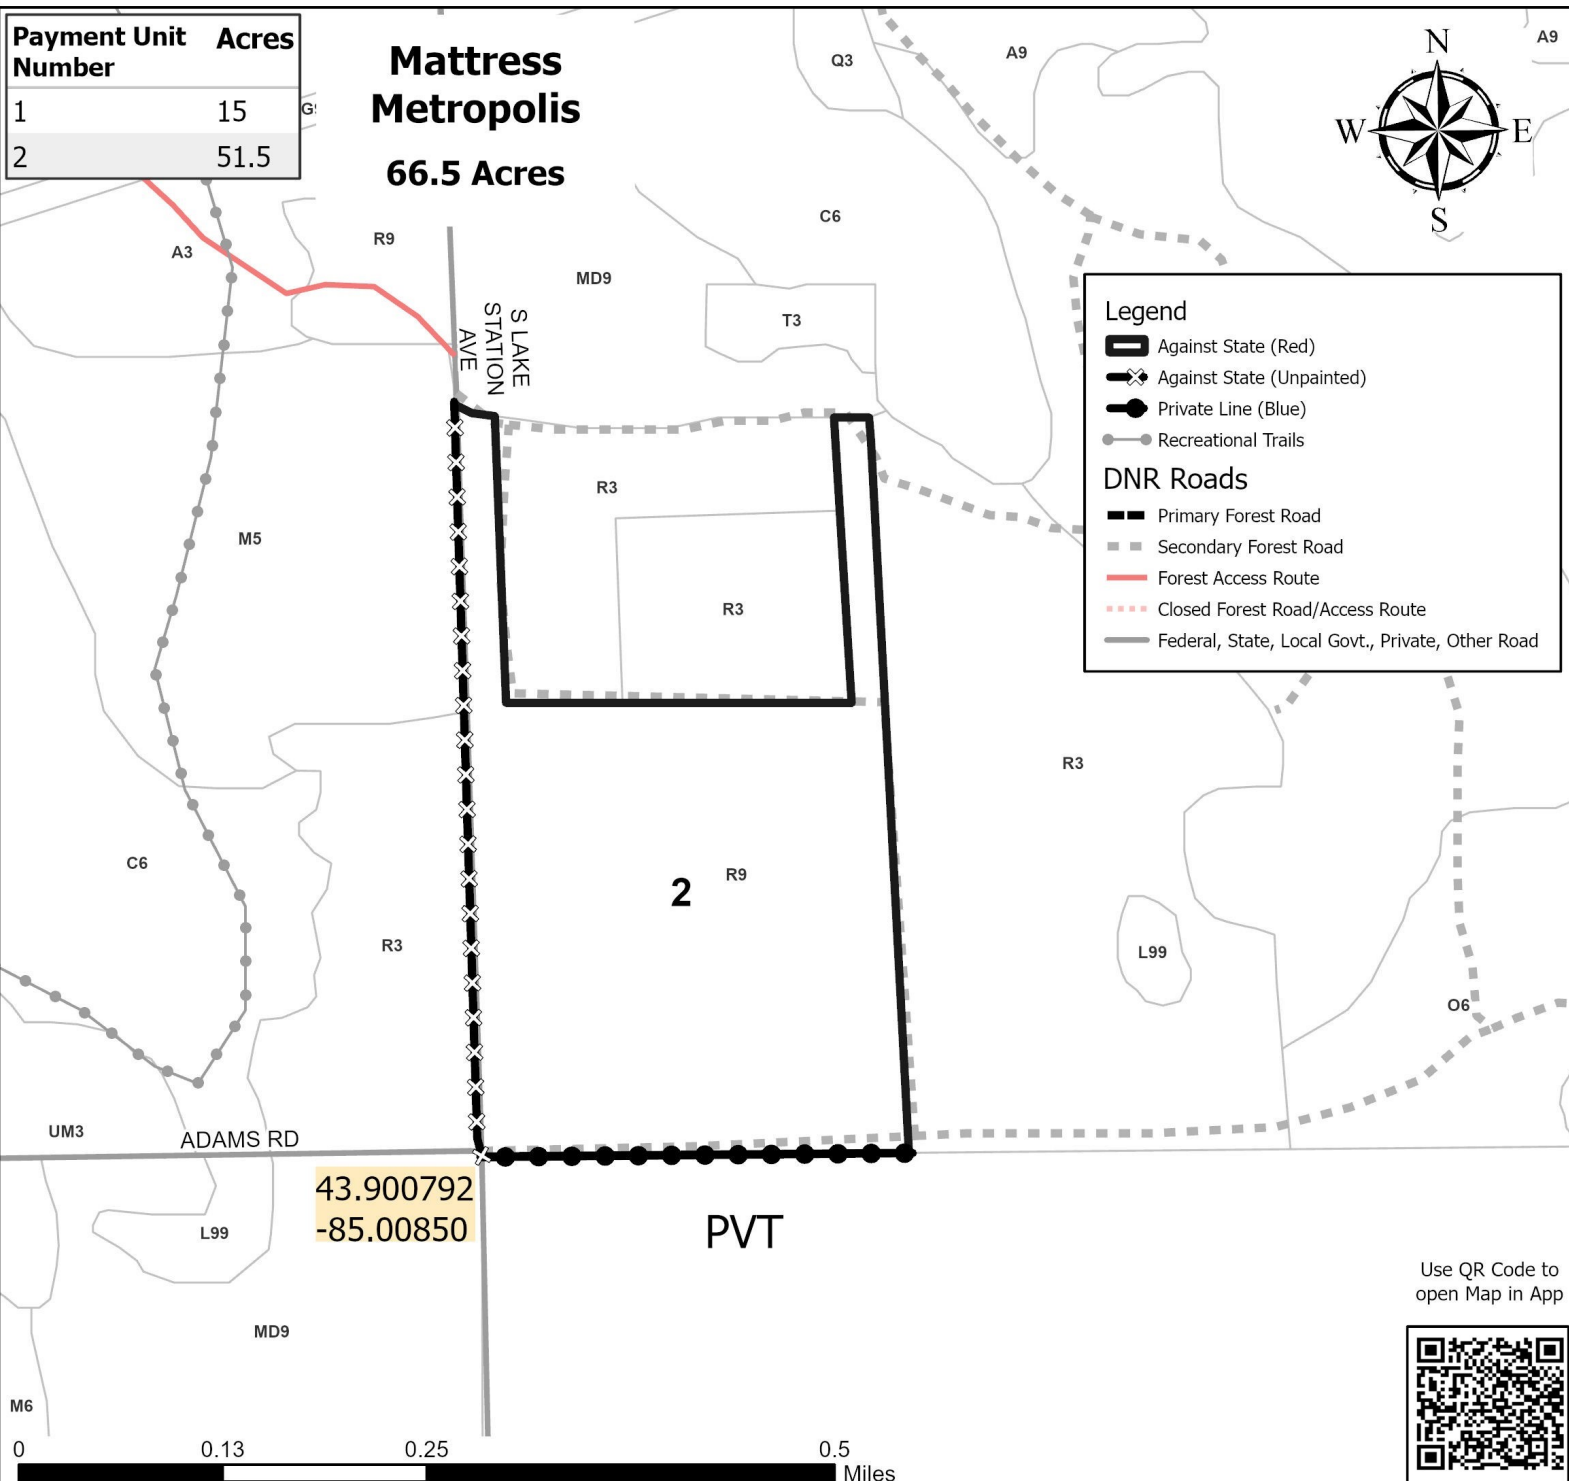 Payment Unit Number Acres
1 15
2 51.5
Mattress
Metropolis
66.5 Acres
N
W E
S
Q3
A9
A9
C6
R9
A3
MD9
T3
S LAKE
STATION
AVE
Legend
Against State (Red)
Against State (Unpainted)
Private Line (Blue)
Recreational Trails
DNR Roads
Primary Forest Road
Secondary Forest Road
Forest Access Route
Closed Forest Road/Access Route
Federal, State, Local Govt., Private, Other Road
R3
M5
R3
R3
C6
2
R9
R3
L99
O6
UM3
ADAMS RD
43.900792
-85.00850
PVT
L99
MD9
M6
Use QR Code to
open Map in App
0 0.13 0.25 0.5
Miles